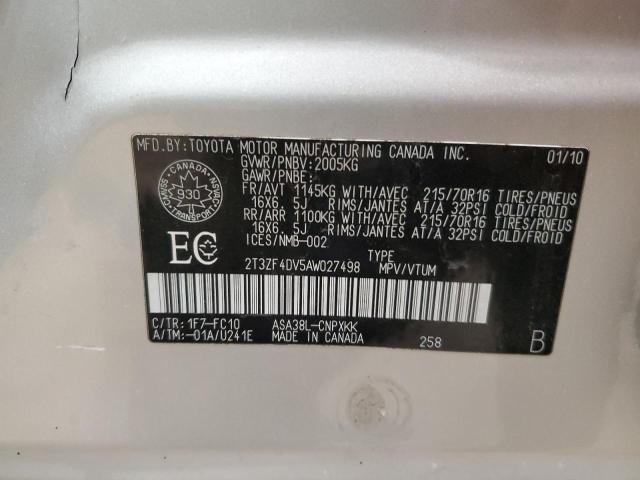 MFD.BY:TOYOTA MOTOR MANUFACTURING CANADA INC. 01/10
GVWR/PNBV:2005KG
GAWR/PNBE:
FR/AVT 1145KG WITH/AVEC 215/70R16 TIRES/PNEUS
16X6.5J RIMS/JANTES AT/A 32PSI COLD/FROID
RR/ARR 1100KG WITH/AVEC 215/70R16 TIRES/PNEUS
16X6.5J RIMS/JANTES AT/A 32PSI COLD/FROID
ICES/NMB-002
CMVSS NSVAC
930
TRANSPORT
EC
TYPE
2T3ZF4DV5AW027498 MPV/VTUM
C/TR:1F7-FC10 ASA38L-CNPXKK
A/TM:-01A/U241E MADE IN CANADA 258 B